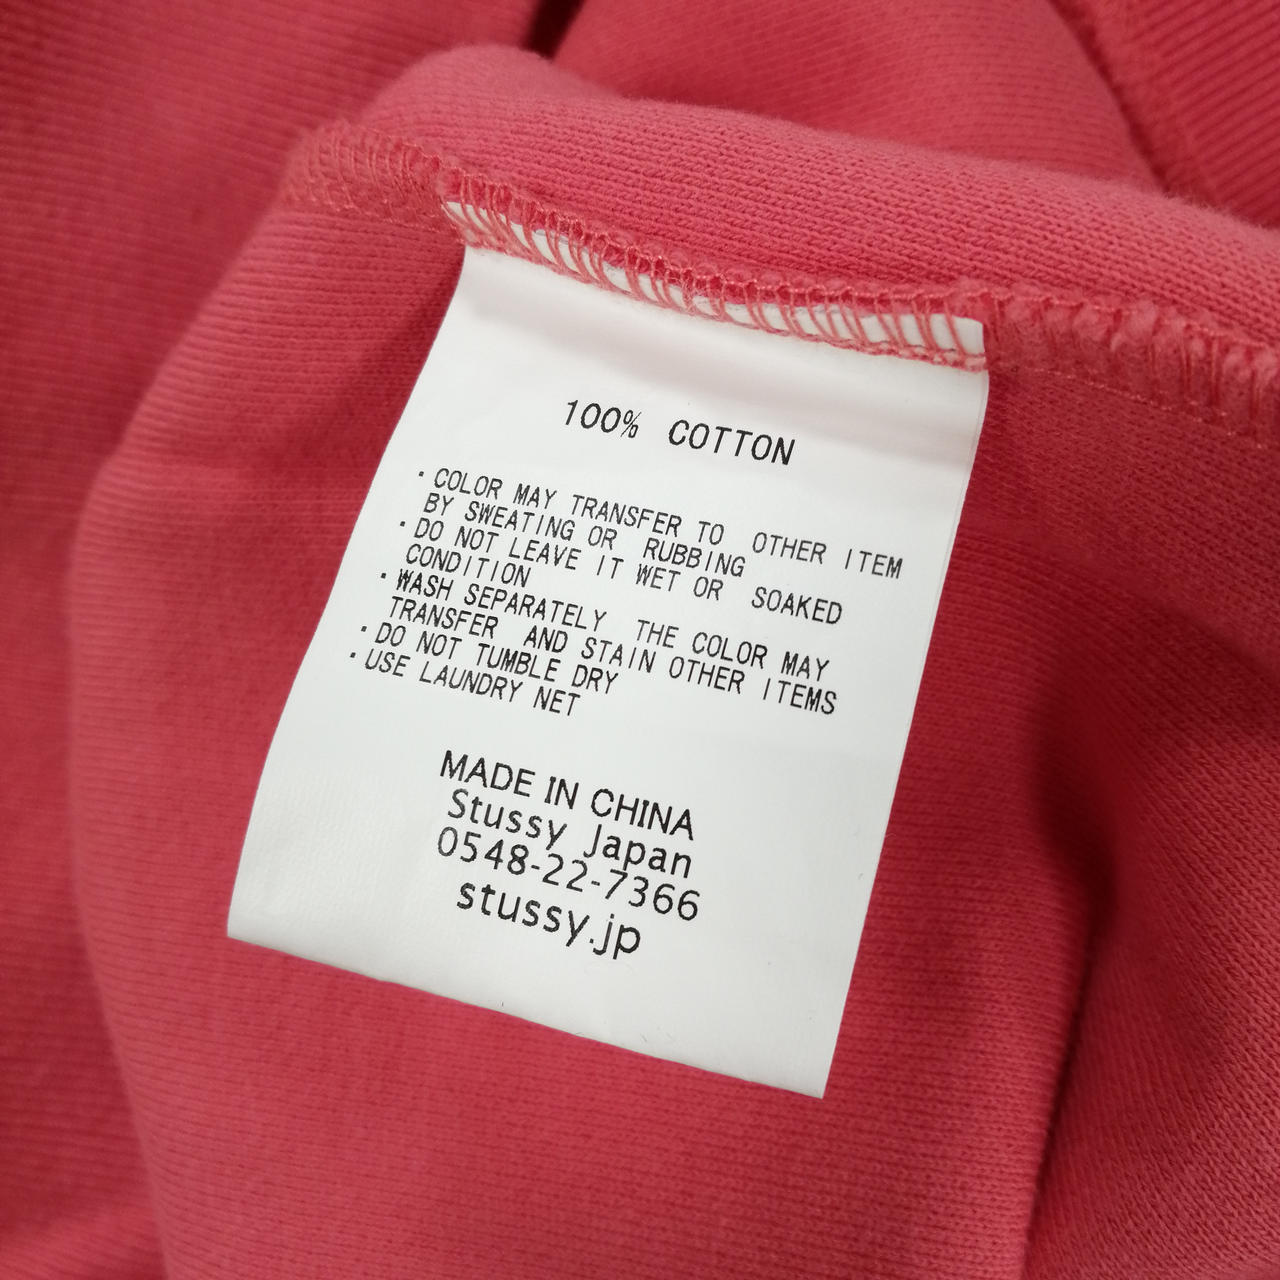 100% COTTON
・COLOR MAY TRANSFER TO OTHER ITEM
BY SWEATING OR RUBBING
・DO NOT LEAVE IT WET OR SOAKED
CONDITION
・WASH SEPARATELY THE COLOR MAY
TRANSFER AND STAIN OTHER ITEMS
・DO NOT TUMBLE DRY
・USE LAUNDRY NET
MADE IN CHINA
Stussy Japan
0548-22-7366
stussy.jp